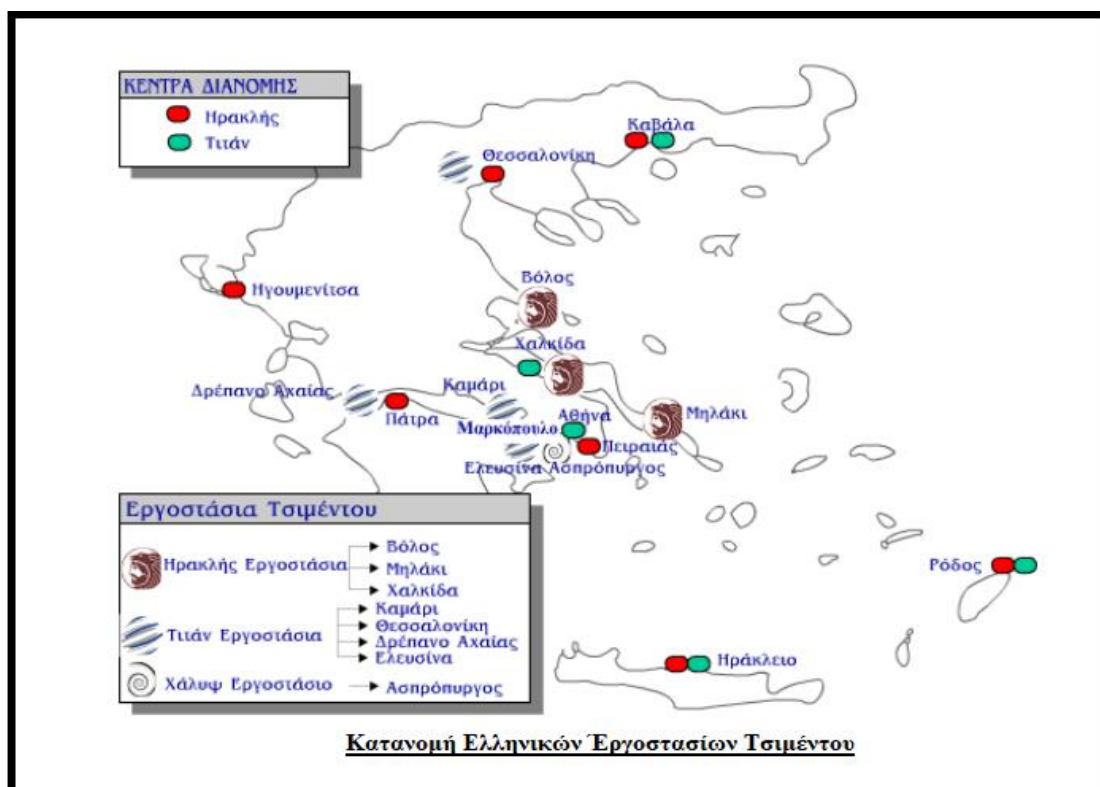 ΚΕΝΤΡΑ ΔΙΑΝΟΜΗΣ
Ηρακλής
Τιτάν
Καβάλα
Θεσσαλονίκη
Ηγουμενίτσα
Βόλος
Χαλκίδα
Δρέπανο Αχαίας
Καμάρι
Πάτρα
Αθήνα
Μηλάκι
Μαρκόπουλο
Πειραιάς
Ελευσίνα Ασπρόπυργος
Εργοστάσια Τσιμέντου
Ηρακλής Εργοστάσια
Βόλος
Μηλάκι
Χαλκίδα
Τιτάν Εργοστάσια
Καμάρι
Θεσσαλονίκη
Δρέπανο Αχαίας
Ελευσίνα
Χάλυψ Εργοστάσιο
Ασπρόπυργος
Ρόδος
Ηράκλειο
Κατανομή Ελληνικών Έργοστασίων Τσιμέντου